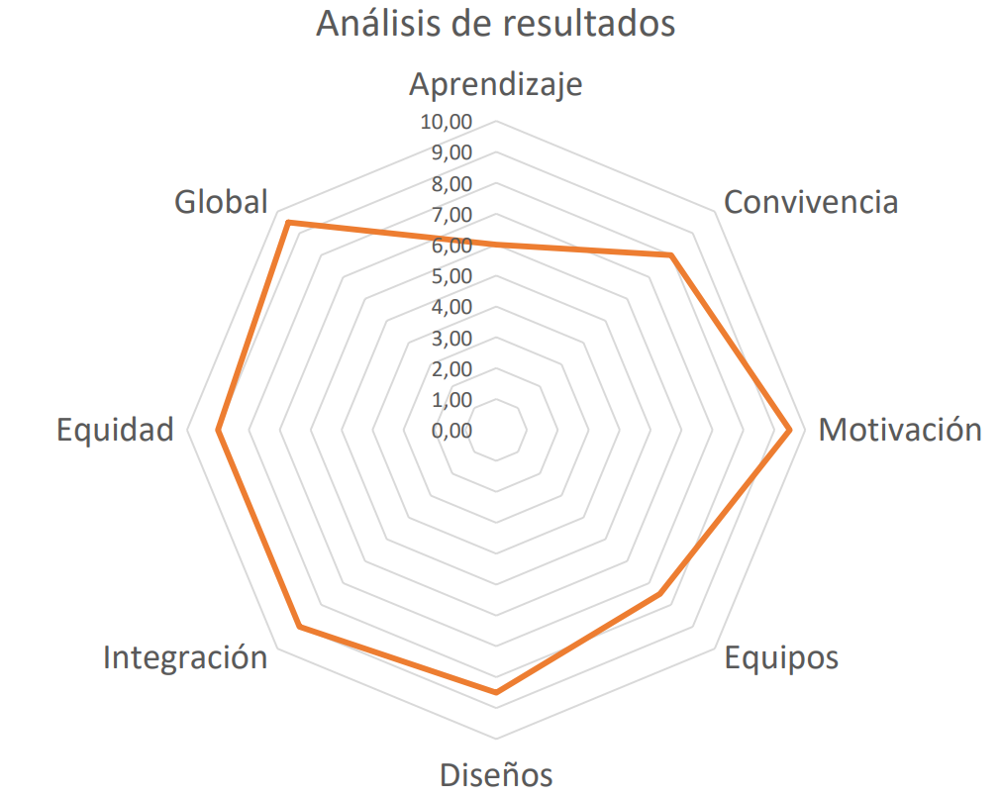 Análisis de resultados
Aprendizaje
10,00
9,00
8,00
7,00
6,00
5,00
4,00
3,00
2,00
1,00
0,00
Global
Convivencia
Equidad
Motivación
Integración
Equipos
Diseños